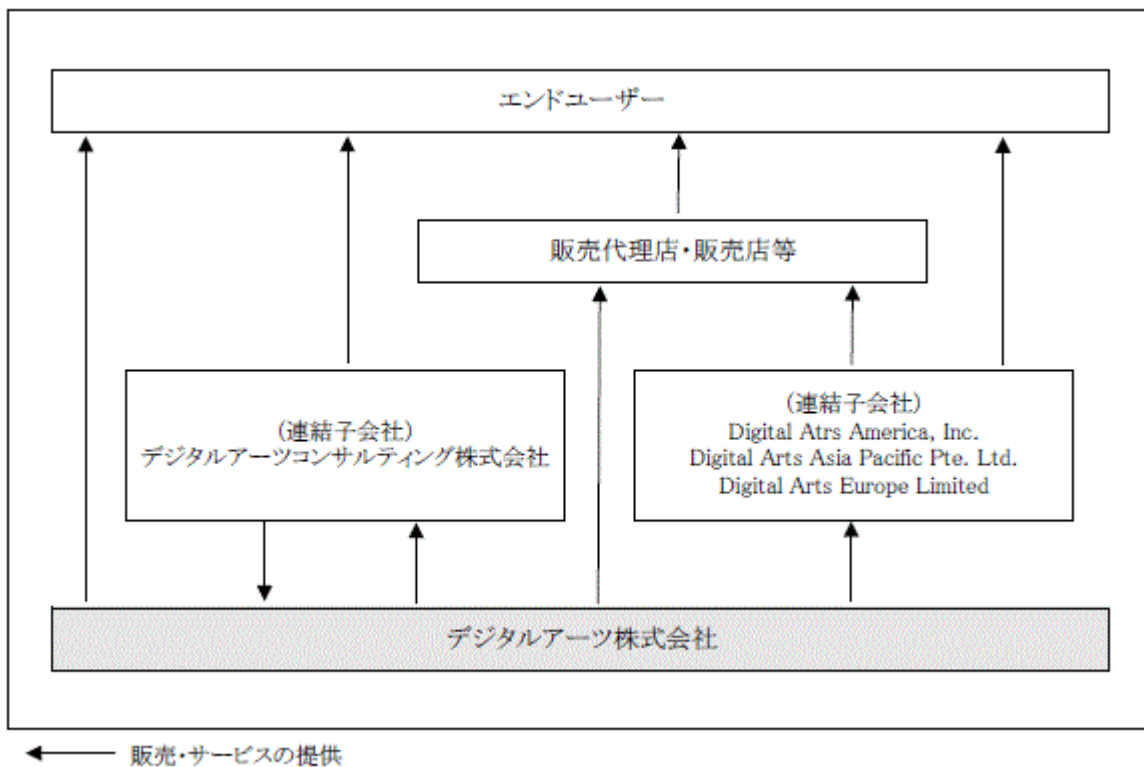 エンドユーザー
販売代理店・販売店等
(連結子会社)
デジタルアーツコンサルティング株式会社
(連結子会社)
Digital Atrs America, Inc.
Digital Arts Asia Pacific Pte. Ltd.
Digital Arts Europe Limited
デジタルアーツ株式会社
販売・サービスの提供